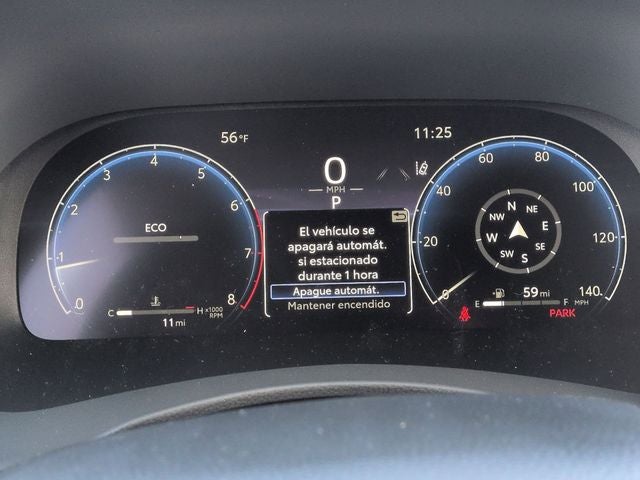 56°F
11:25
0
MPH
P
0
1
2
3
4
5
6
7
8
x1000
RPM
ECO
C
H
11 mi
El vehículo se
apagará automát.
si estacionado
durante 1 hora
Apague automát.
Mantener encendido
0
20
40
60
80
100
120
140
MPH
N
NE
E
SE
S
SW
W
NW
59 mi
E
F
PARK